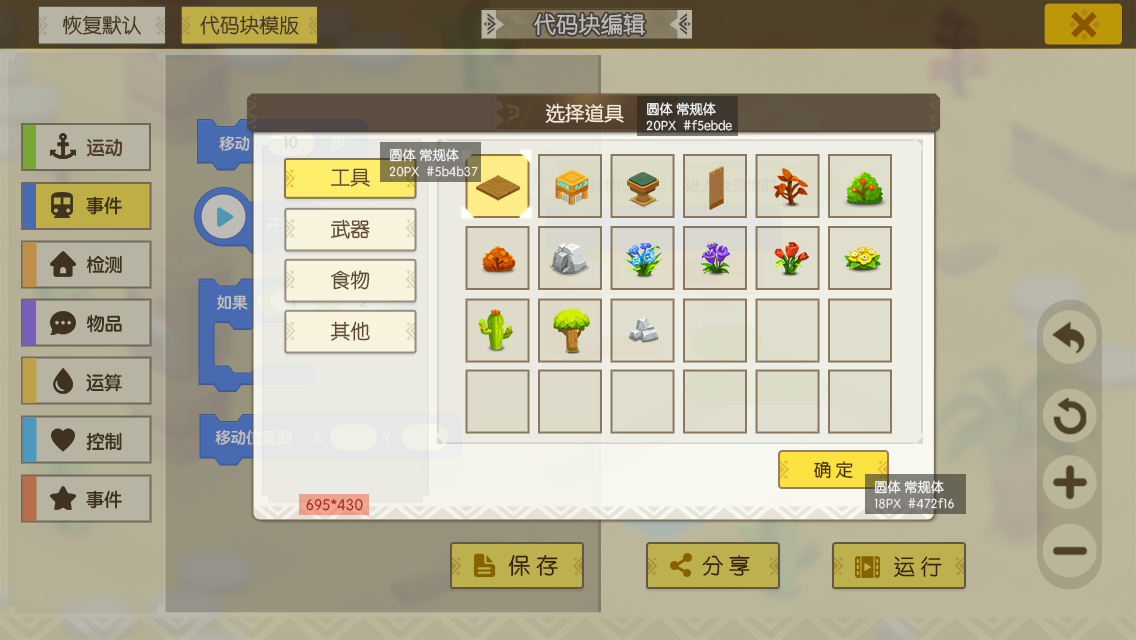 恢复默认
代码块模版
代码块编辑
选择道具
圆体 常规体
20PX #f5ebde
运动
事件
检测
物品
运算
控制
事件
移动
10
步
如果
移动位置到 X Y
圆体 常规体
20PX #5b4b37
工具
武器
食物
其他
确定
圆体 常规体
18PX #472f16
695*430
保存
分享
运行